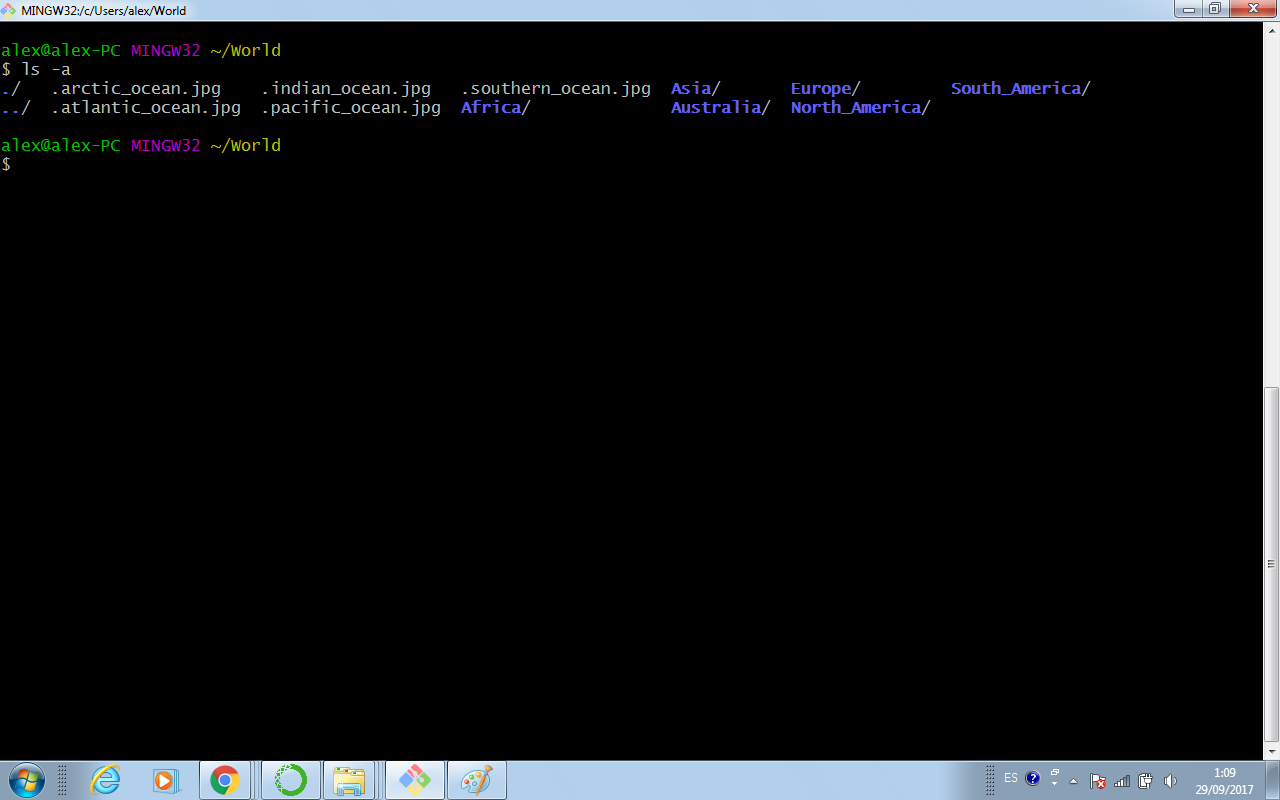 MINGW32:/c/Users/alex/World
alex@alex-PC MINGW32 ~/World
$ ls -a
./   .arctic_ocean.jpg    .indian_ocean.jpg   .southern_ocean.jpg  Asia/       Europe/         South_America/
../  .atlantic_ocean.jpg  .pacific_ocean.jpg  Africa/              Australia/  North_America/
alex@alex-PC MINGW32 ~/World
$
ES
1:09
29/09/2017